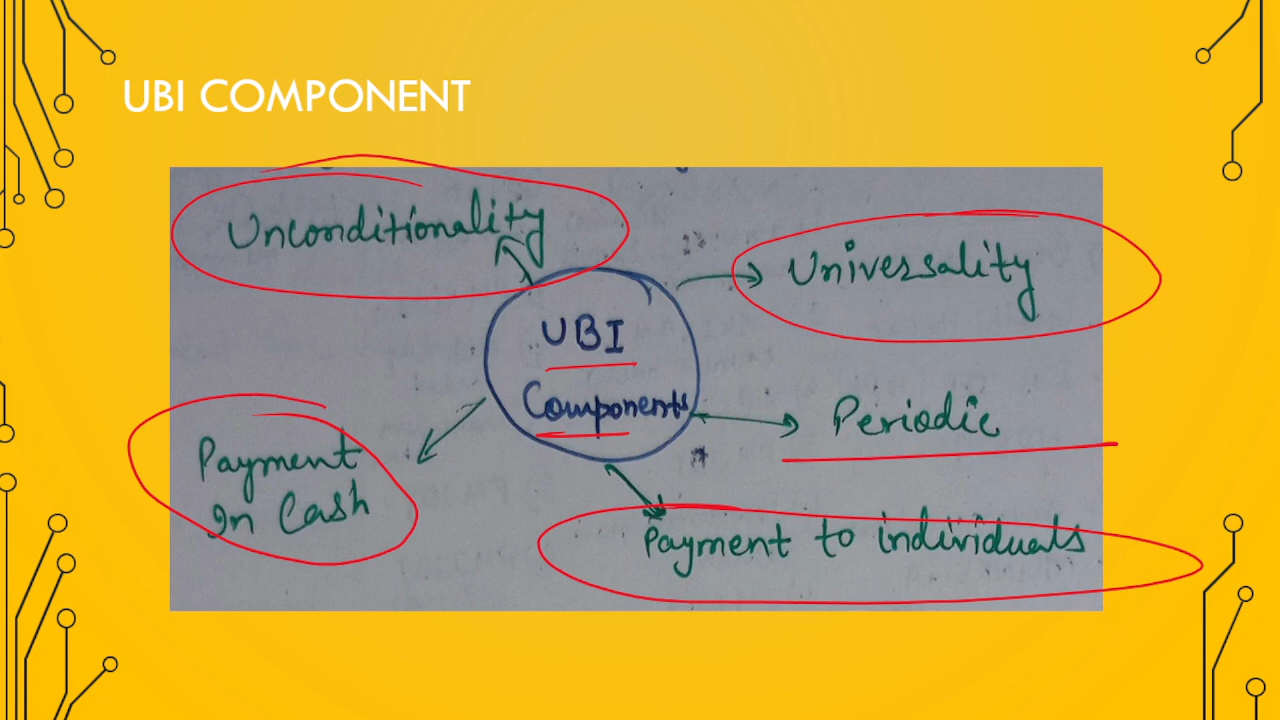 UBI COMPONENT
Unconditionality
Universality
UBI
Components
Periodic
Payment
In Cash
Payment to individuals